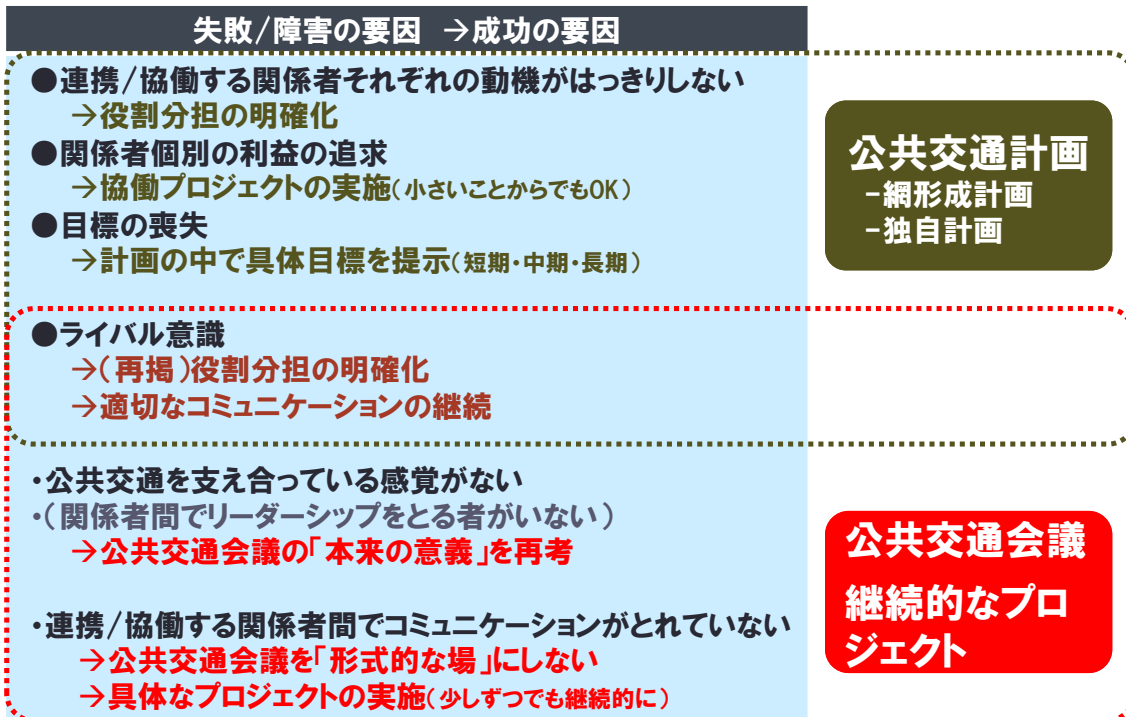 失敗/障害の要因 →成功の要因
●連携/協働する関係者それぞれの動機がはっきりしない
→役割分担の明確化
●関係者個別の利益の追求
→協働プロジェクトの実施(小さいことからでもOK)
●目標の喪失
→計画の中で具体目標を提示(短期・中期・長期)
公共交通計画
-網形成計画
-独自計画
●ライバル意識
→(再掲)役割分担の明確化
→適切なコミュニケーションの継続
・公共交通を支え合っている感覚がない
・(関係者間でリーダーシップをとる者がいない)
→公共交通会議の「本来の意義」を再考
・連携/協働する関係者間でコミュニケーションがとれていない
→公共交通会議を「形式的な場」にしない
→具体なプロジェクトの実施(少しずつでも継続的に)
公共交通会議
継続的なプロ
ジェクト